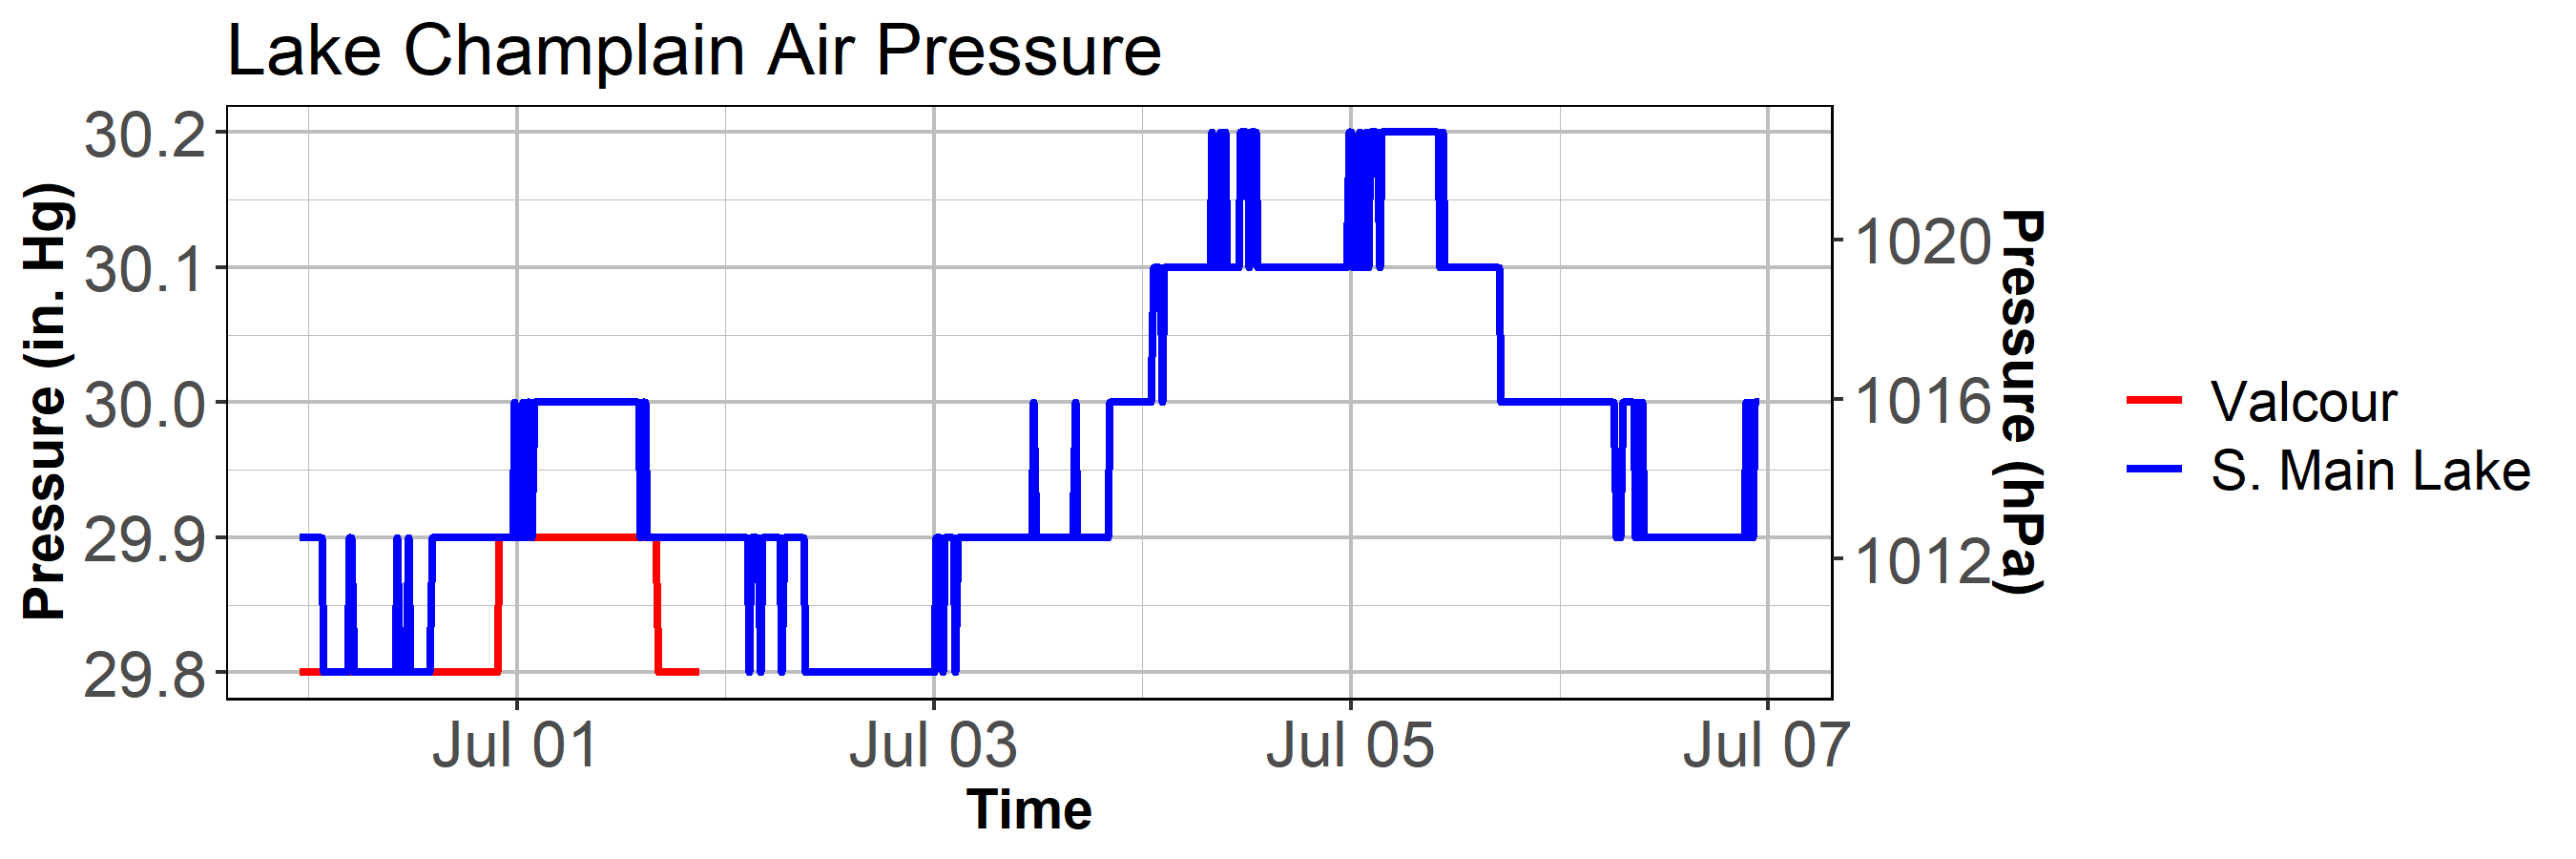 Lake Champlain Air Pressure
Pressure (in. Hg)
30.2
30.1
30.0
29.9
29.8
1020
1016
1012
Pressure (hPa)
Jul 01
Jul 03
Jul 05
Jul 07
Time
Valcour
S. Main Lake